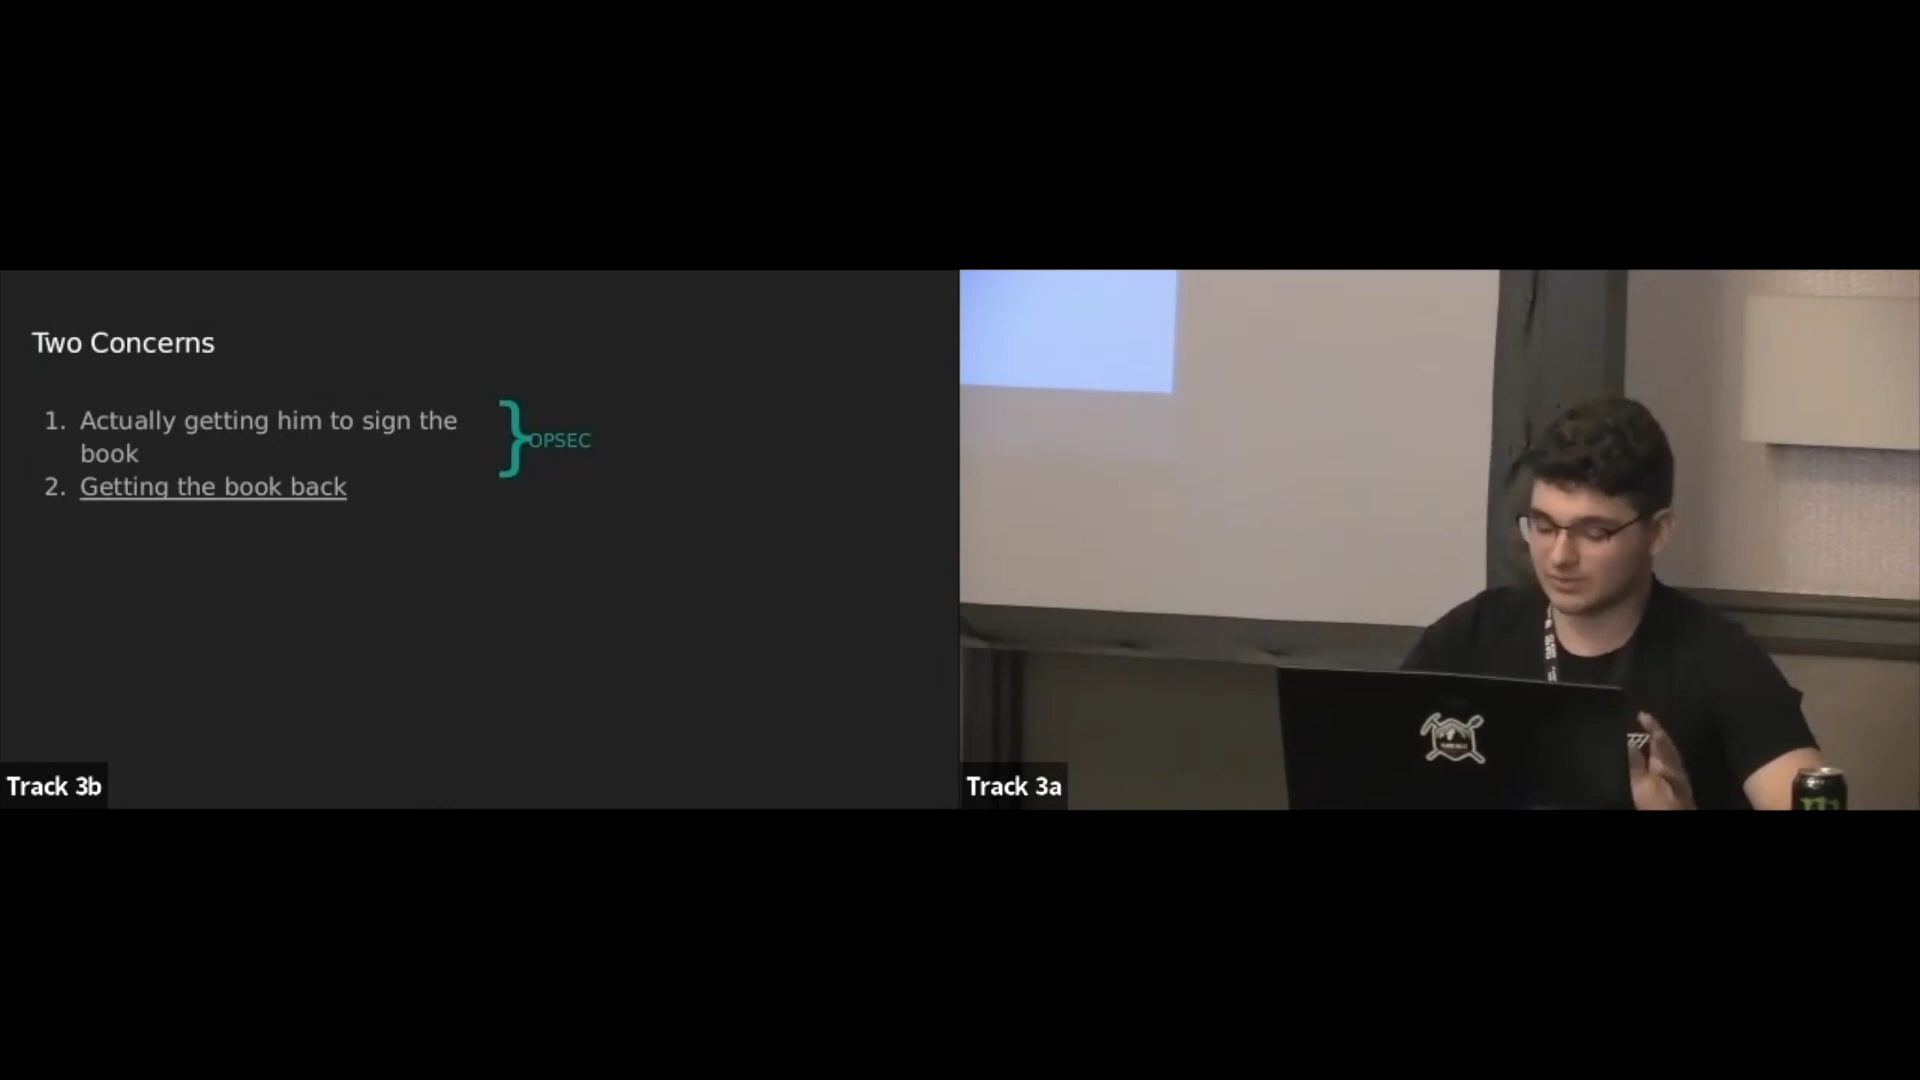 Two Concerns
1. Actually getting him to sign the
book
2. Getting the book back
OPSEC
Track 3b
Track 3a